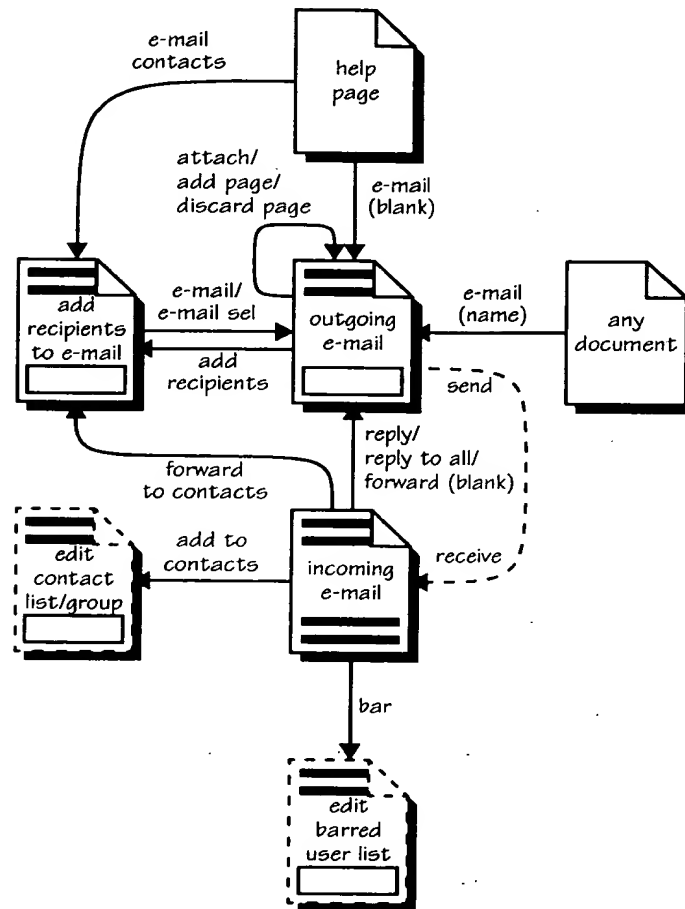 e-mail
contacts
help
page
attach/
add page/
discard page
e-mail
(blank)
add
recipients
to e-mail
e-mail/
e-mail sel
add
recipients
outgoing
e-mail
e-mail
(name)
any
document
send
reply/
reply to all/
forward (blank)
forward
to contacts
edit
contact
list/group
add to
contacts
incoming
e-mail
receive
bar
edit
barred
user list